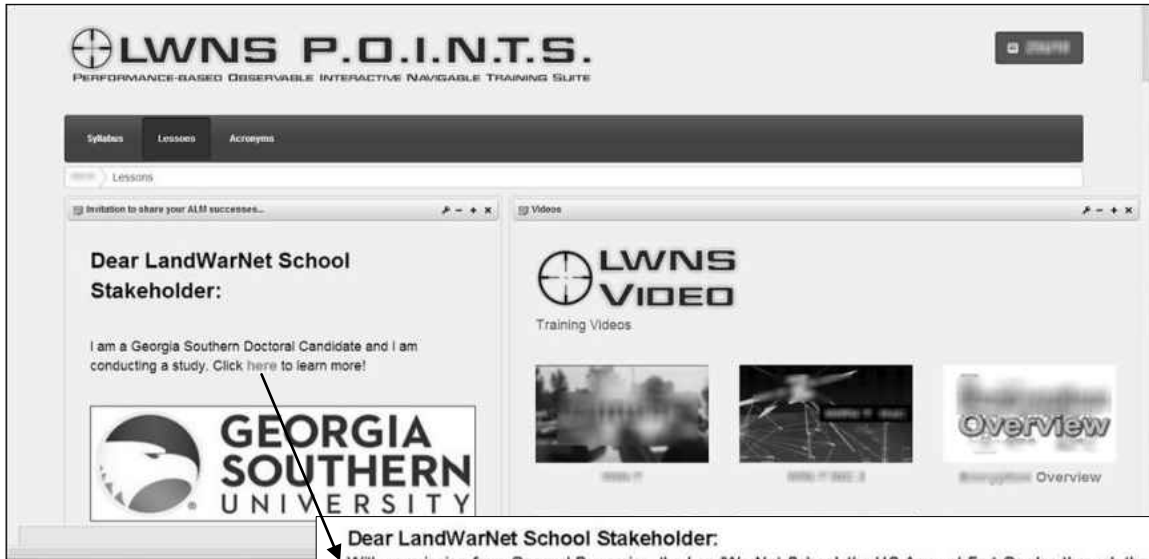 LWNS P.O.I.N.T.S.
PERFORMANCE-BASED OBSERVABLE INTERACTIVE NAVIGABLE TRAINING SUITE
Syllabus Lessons Acronyms
Lessons
Invitation to share your ALM successes...
Dear LandWarNet School
Stakeholder:
I am a Georgia Southern Doctoral Candidate and I am
conducting a study. Click here to learn more!
GEORGIA
SOUTHERN
UNIVERSITY
Videos
LWNS
VIDEO
Training Videos
Overview
Overview
Dear LandWarNet School Stakeholder: